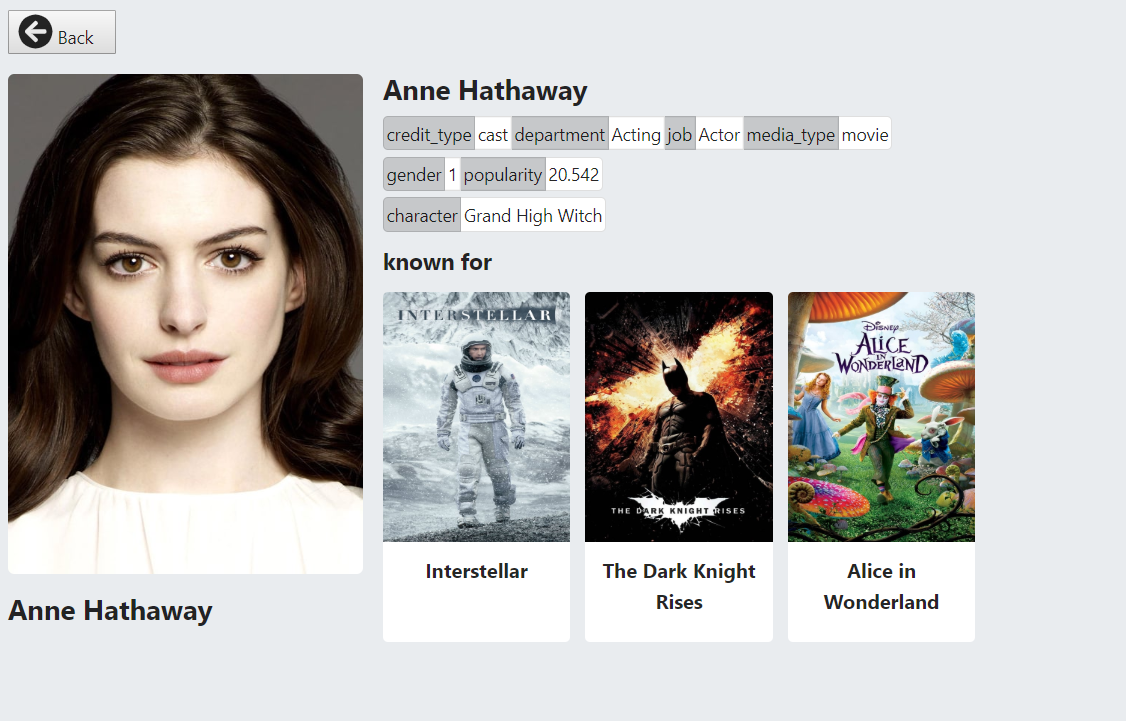 Back
Anne Hathaway
credit_type cast department Acting job Actor media_type movie
gender 1 popularity 20.542
character Grand High Witch
known for
INTERSTELLAR
THE DARK KNIGHT RISES
Disney
ALICE
IN
WONDERLAND
Interstellar
The Dark Knight
Rises
Alice in
Wonderland
Anne Hathaway